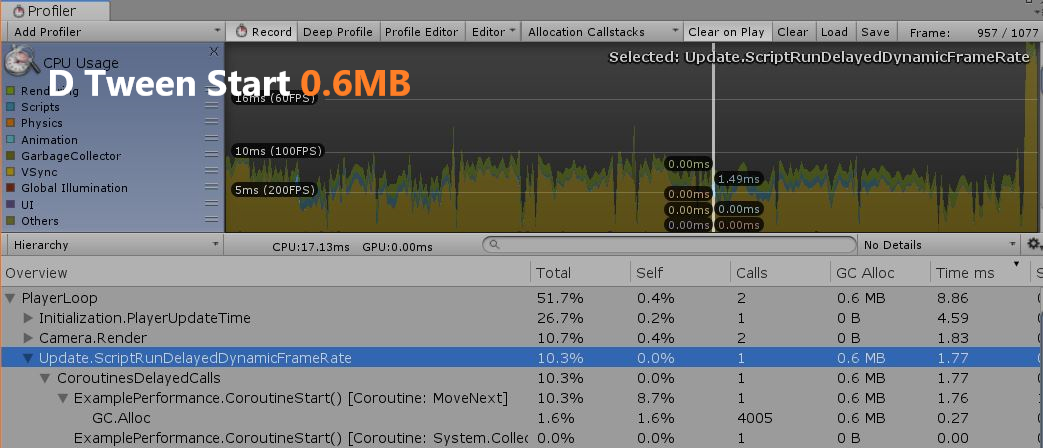 Profiler
Add Profiler Record Deep Profile Profiler Editor Editor Allocation Callstacks Clear on Play Clear Load Save Frame: 957 / 1077
CPU Usage X Selected: Update.ScriptRunDelayedDynamicFrameRate
D Tween Start 0.6MB
16ms (60FPS)
Scripts
Physics
Animation
GarbageCollector 10ms (100FPS)
VSync 0.00ms
Global Illumination 5ms (200FPS) 1.49ms
UI 0.00ms 0.00ms
Others 0.00ms 0.00ms
0.00ms
Hierarchy CPU:17.13ms GPU:0.00ms No Details
Overview Total Self Calls GC Alloc Time ms S
PlayerLoop 51.7% 0.4% 2 0.6 MB 8.86
Initialization.PlayerUpdateTime 26.7% 0.2% 1 0 B 4.59
Camera.Render 10.7% 0.4% 2 0 B 1.83
Update.ScriptRunDelayedDynamicFrameRate 10.3% 0.0% 1 0.6 MB 1.77
CoroutinesDelayedCalls 10.3% 0.0% 1 0.6 MB 1.77
ExamplePerformance.CoroutineStart() [Coroutine: MoveNext] 10.3% 8.7% 1 0.6 MB 1.76
GC.Alloc 1.6% 1.6% 4005 0.6 MB 0.27
ExamplePerformance.CoroutineStart() [Coroutine: System.Collec 0.0% 0.0% 1 0 B 0.00